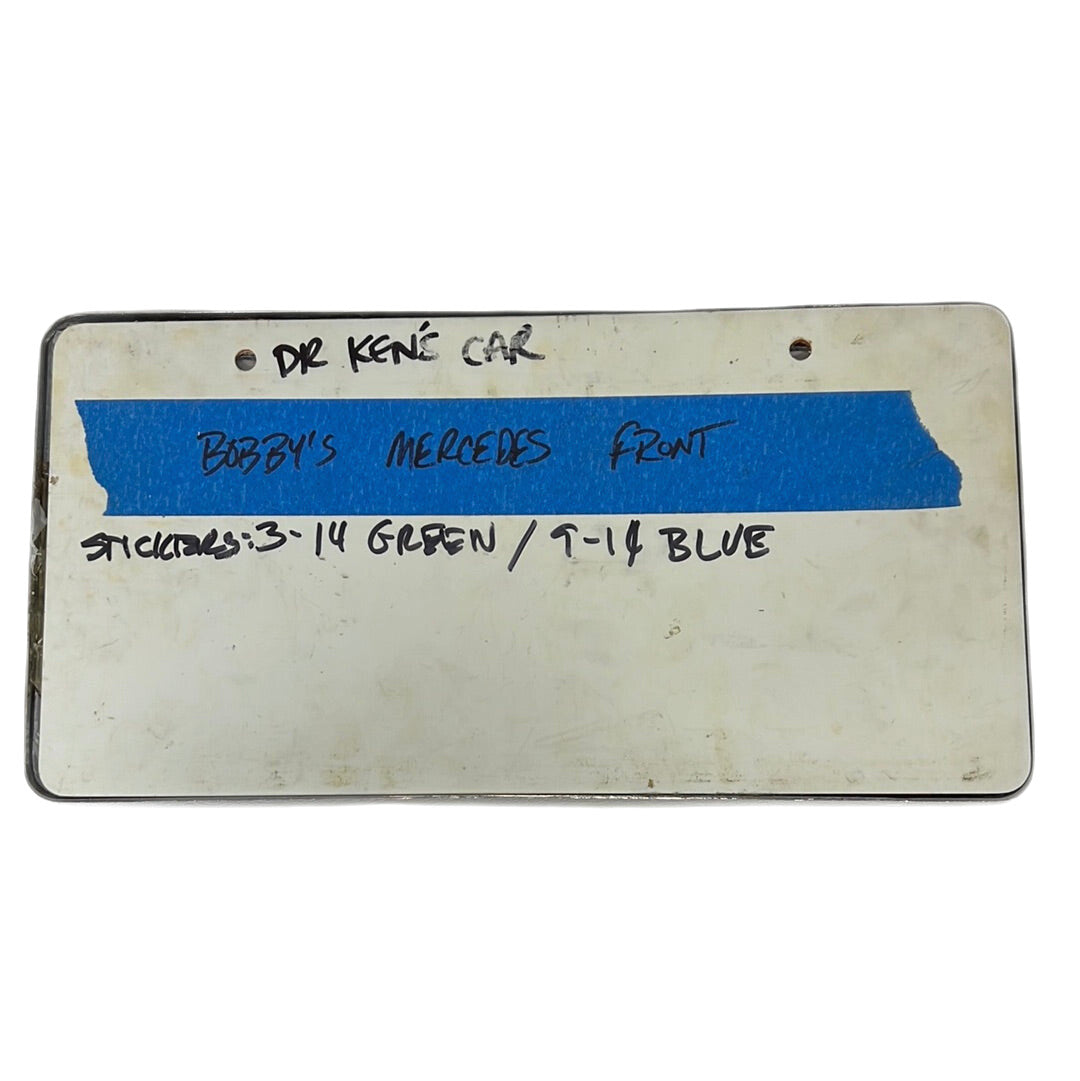 DR KEN'S CAR
BOBBY'S MERCEDES FRONT
STICKERS: 3-14 GREEN / 9-14 BLUE